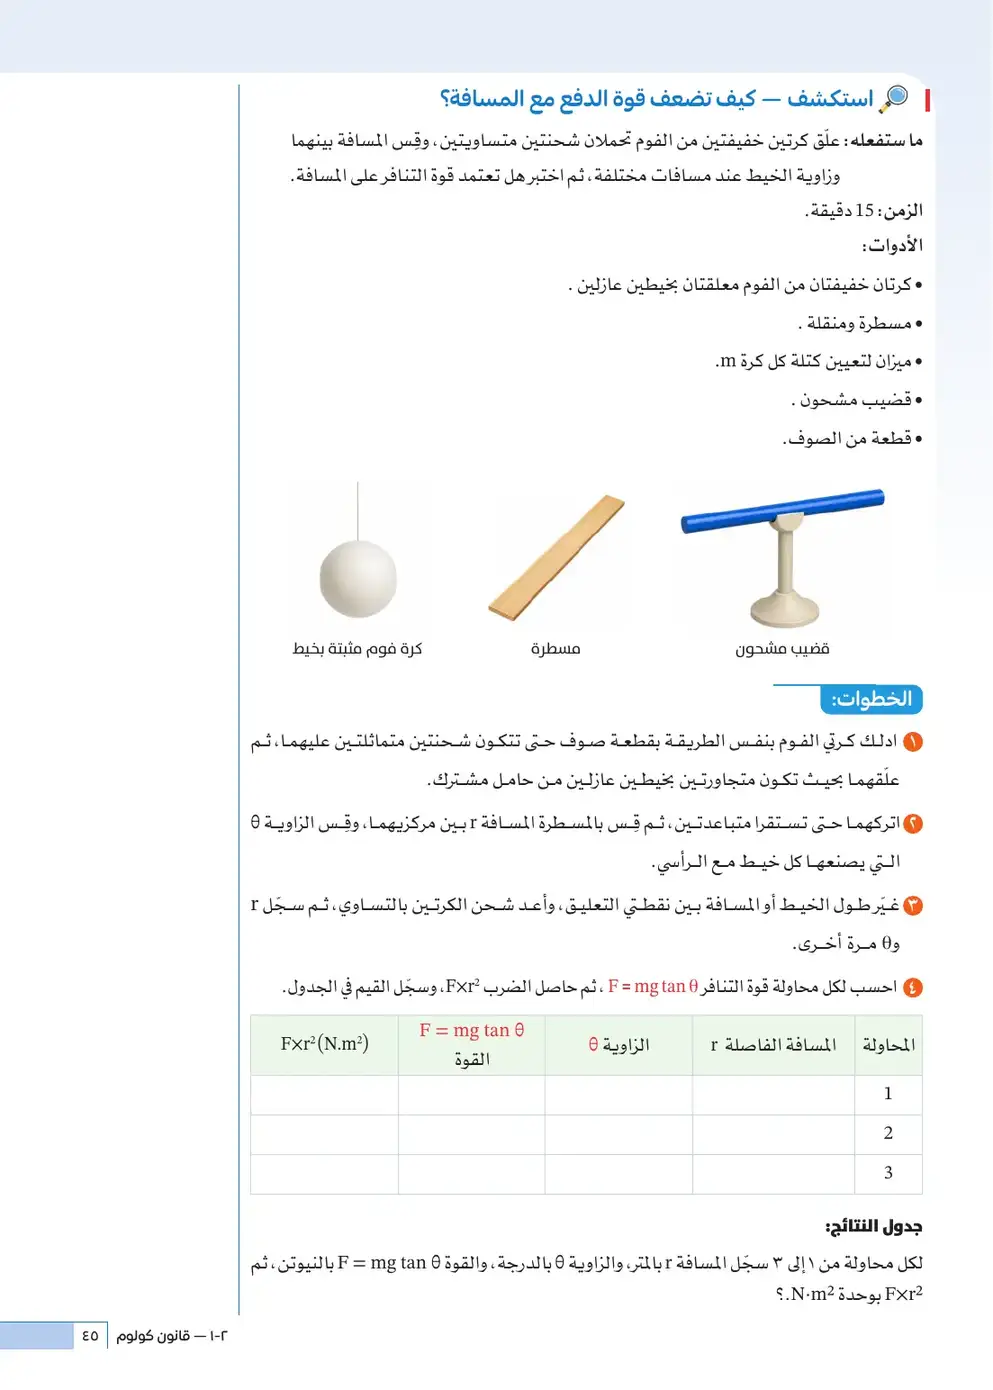 استكشف — كيف تضعف قوة الدفع مع المسافة؟
ما ستفعله: علّق كرتين خفيفتين من الفوم تحملان شحنتين متساويتين، وقِس المسافة بينهما
وزاوية الخيط عند مسافات مختلفة، ثم اختبر هل تعتمد قوة التنافر على المسافة.
الزمن: 15 دقيقة.
الأدوات:
• كرتان خفيفتان من الفوم معلقتان بخيطين عازلين .
• مسطرة ومنقلة .
• ميزان لتعيين كتلة كل كرة m.
• قضيب مشحون .
• قطعة من الصوف.
قضيب مشحون
مسطرة
كرة فوم مثبتة بخيط
الخطوات:
١ ادلك كرتي الفوم بنفس الطريقة بقطعة صوف حتى تتكون شحنتين متماثلتين عليهما، ثم
علّقهما بحيث تكون متجاورتين بخيطين عازلين من حامل مشترك.
٢ اتركهما حتى تستقرا متباعدتين، ثم قِس بالمسطرة المسافة r بين مركزيهما، وقِس الزاوية θ
التي يصنعها كل خيط مع الرأسي.
٣ غيّر طول الخيط أو المسافة بين نقطتي التعليق، وأعد شحن الكرتين بالتساوي، ثم سجّل r
وθ مرة أخرى.
٤ احسب لكل محاولة قوة التنافر F = mg tan θ ، ثم حاصل الضرب F×r²، وسجّل القيم في الجدول.
المحاولة
المسافة الفاصلة r
الزاوية θ
F = mg tan θ
القوة
F×r² (N.m²)
1
2
3
جدول النتائج:
لكل محاولة من ١ إلى ٣ سجّل المسافة r بالمتر، والزاوية θ بالدرجة، والقوة F = mg tan θ بالنيوتن، ثم
F×r² بوحدة N·m².؟
٢-١ — قانون كولوم
٤٥